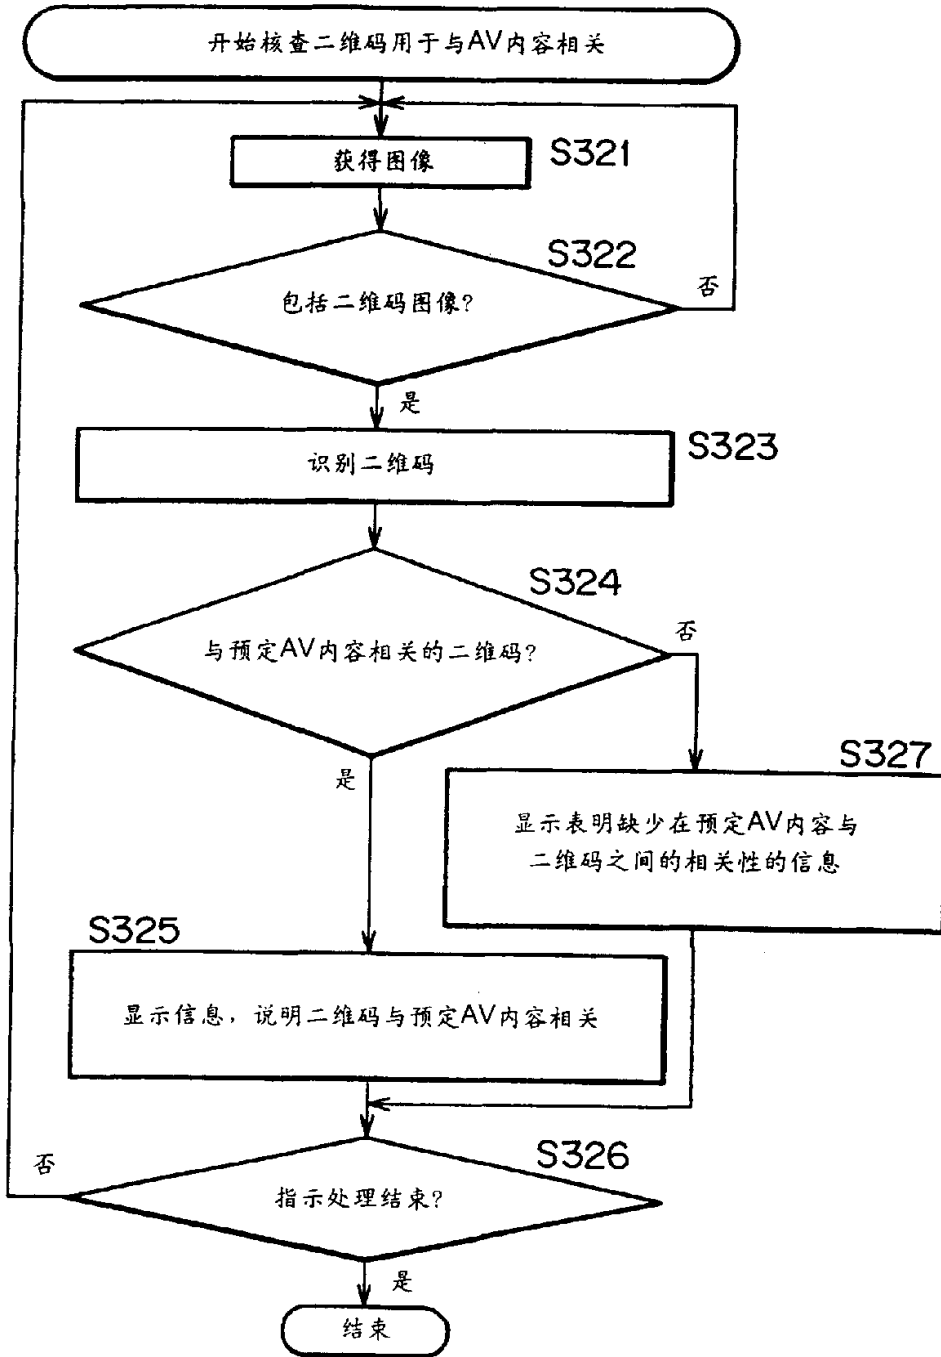 开始核查二维码用于与AV内容相关
获得图像
S321
S322
包括二维码图像?
否
是
识别二维码
S323
S324
与预定AV内容相关的二维码?
否
是
S327
显示表明缺少在预定AV内容与
二维码之间的相关性的信息
S325
显示信息，说明二维码与预定AV内容相关
S326
否
指示处理结束?
是
结束